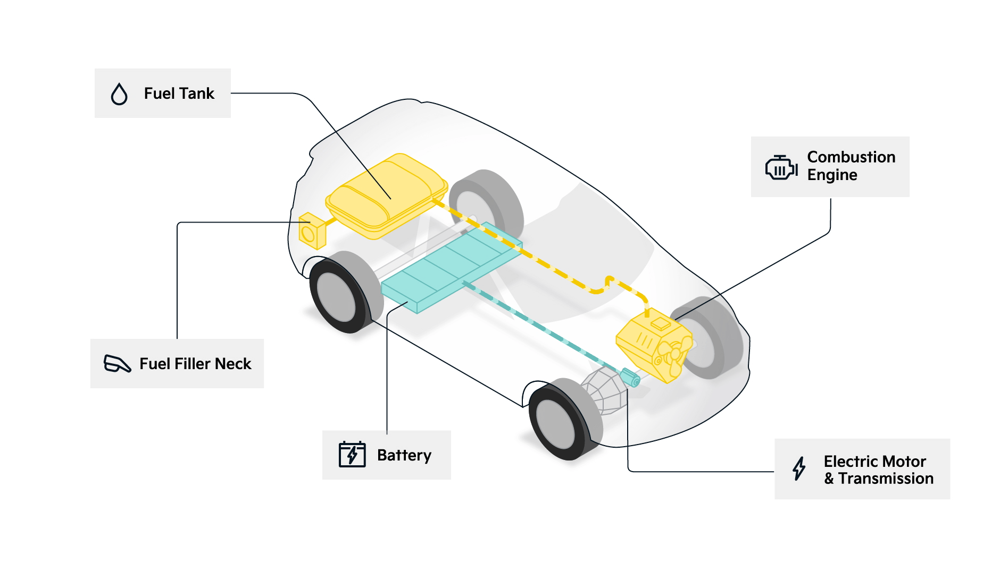 Fuel Tank
Combustion
Engine
Fuel Filler Neck
Battery
Electric Motor
& Transmission